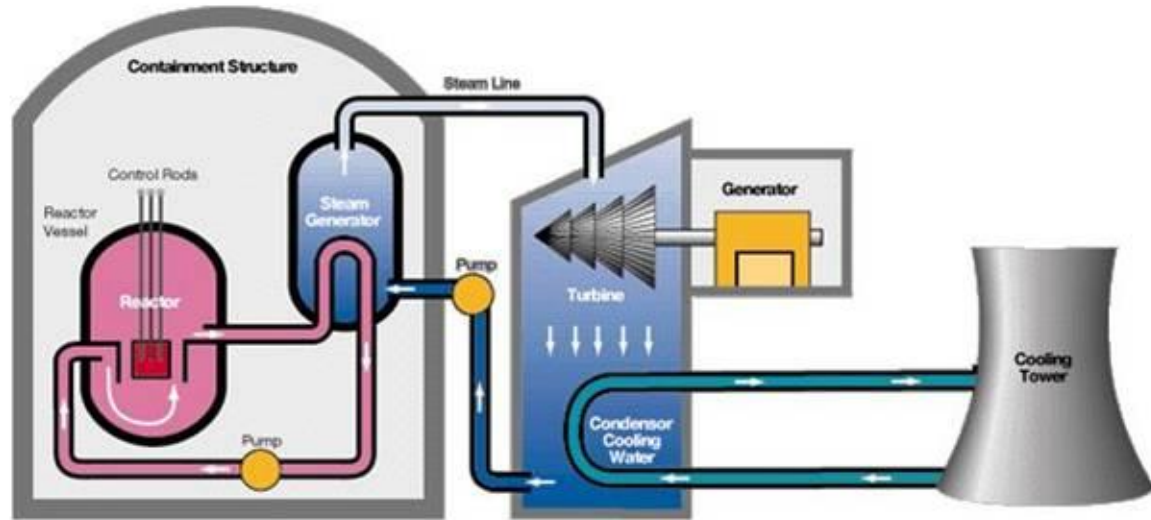 Containment Structure
Steam Line
Control Rods
Reactor
Vessel
Steam
Generator
Generator
Pump
Reactor
Turbine
Cooling
Tower
Condensor
Cooling
Water
Pump